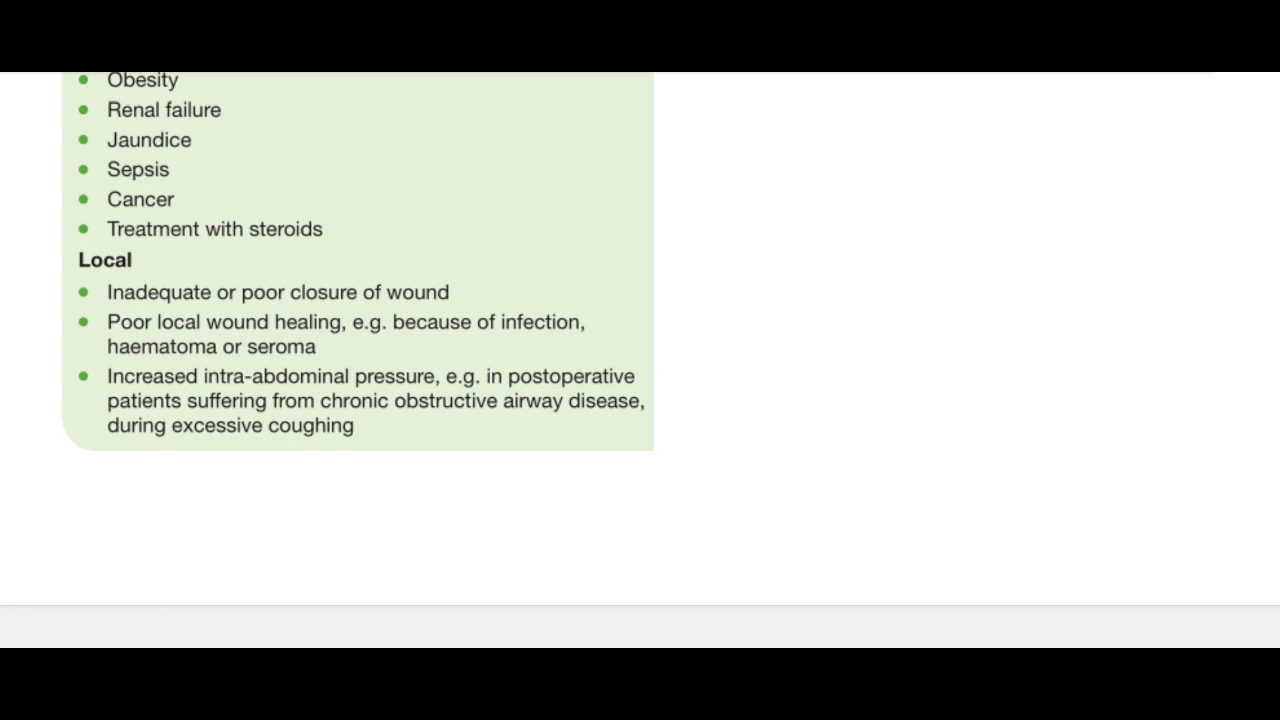 Obesity
Renal failure
Jaundice
Sepsis
Cancer
Treatment with steroids
Local
Inadequate or poor closure of wound
Poor local wound healing, e.g. because of infection,
haematoma or seroma
Increased intra-abdominal pressure, e.g. in postoperative
patients suffering from chronic obstructive airway disease,
during excessive coughing